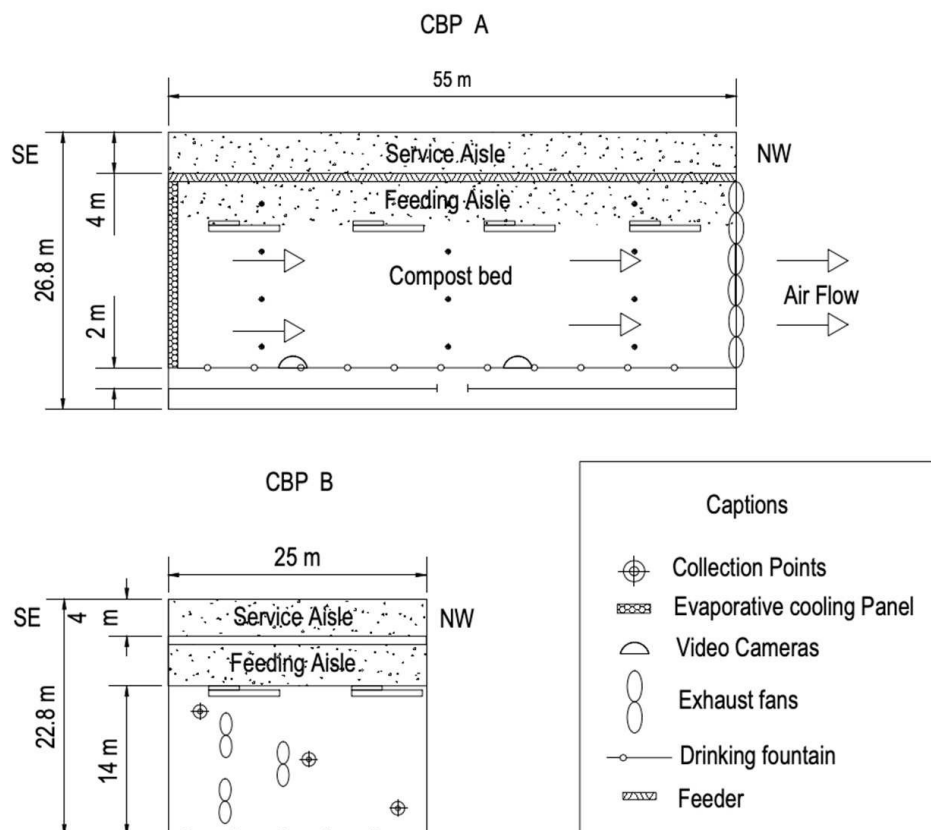 CBP A
55 m
SE
Service Aisle
NW
4 m
Feeding Aisle
26.8 m
Compost bed
Air Flow
2 m
CBP B
25 m
SE
4 m
Service Aisle
NW
Feeding Aisle
22.8 m
14 m
Captions
Collection Points
Evaporative cooling Panel
Video Cameras
Exhaust fans
Drinking fountain
Feeder